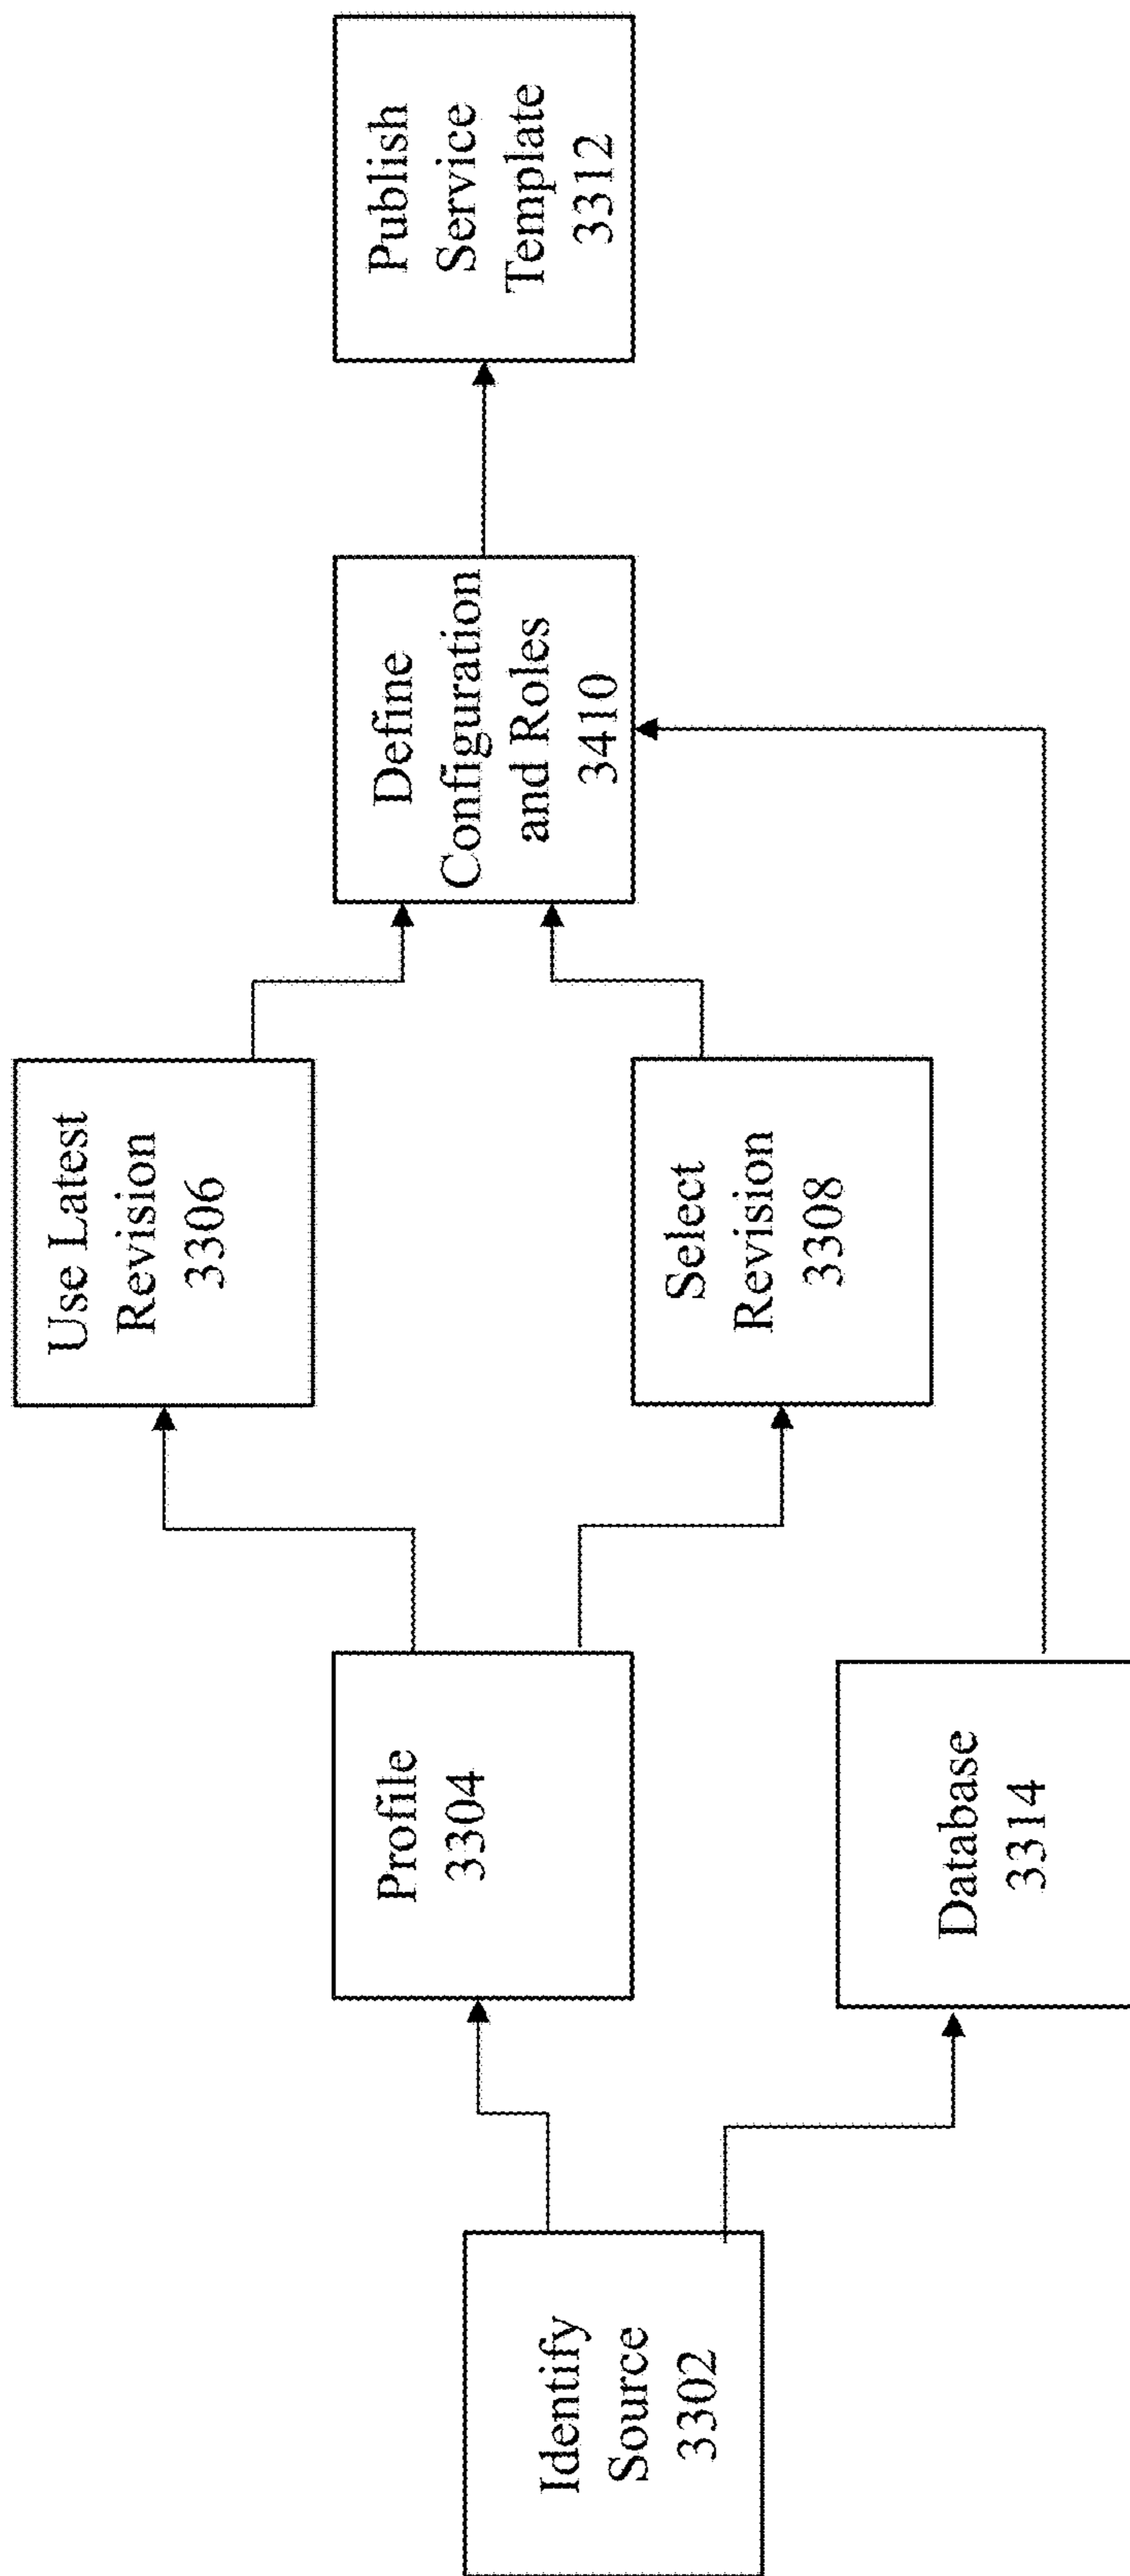 Identify
Source
3302
Profile
3304
Database
3314
Use Latest
Revision
3306
Select
Revision
3308
Define
Configuration
and Roles
3410
Publish
Service
Template
3312